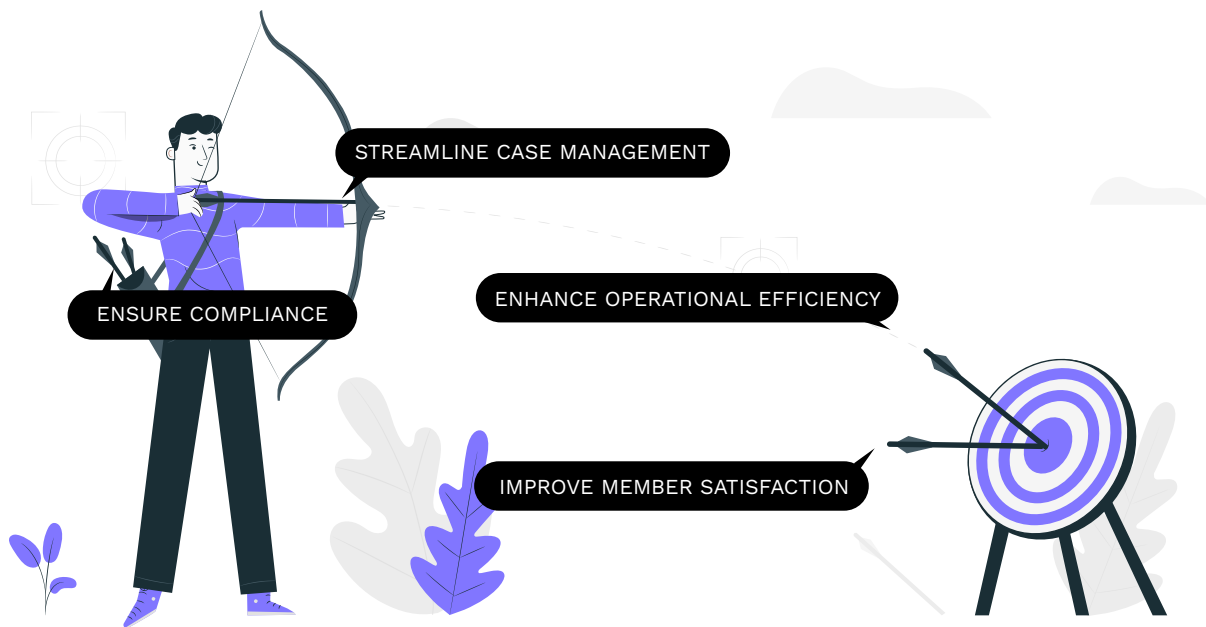 STREAMLINE CASE MANAGEMENT
ENHANCE OPERATIONAL EFFICIENCY
ENSURE COMPLIANCE
IMPROVE MEMBER SATISFACTION